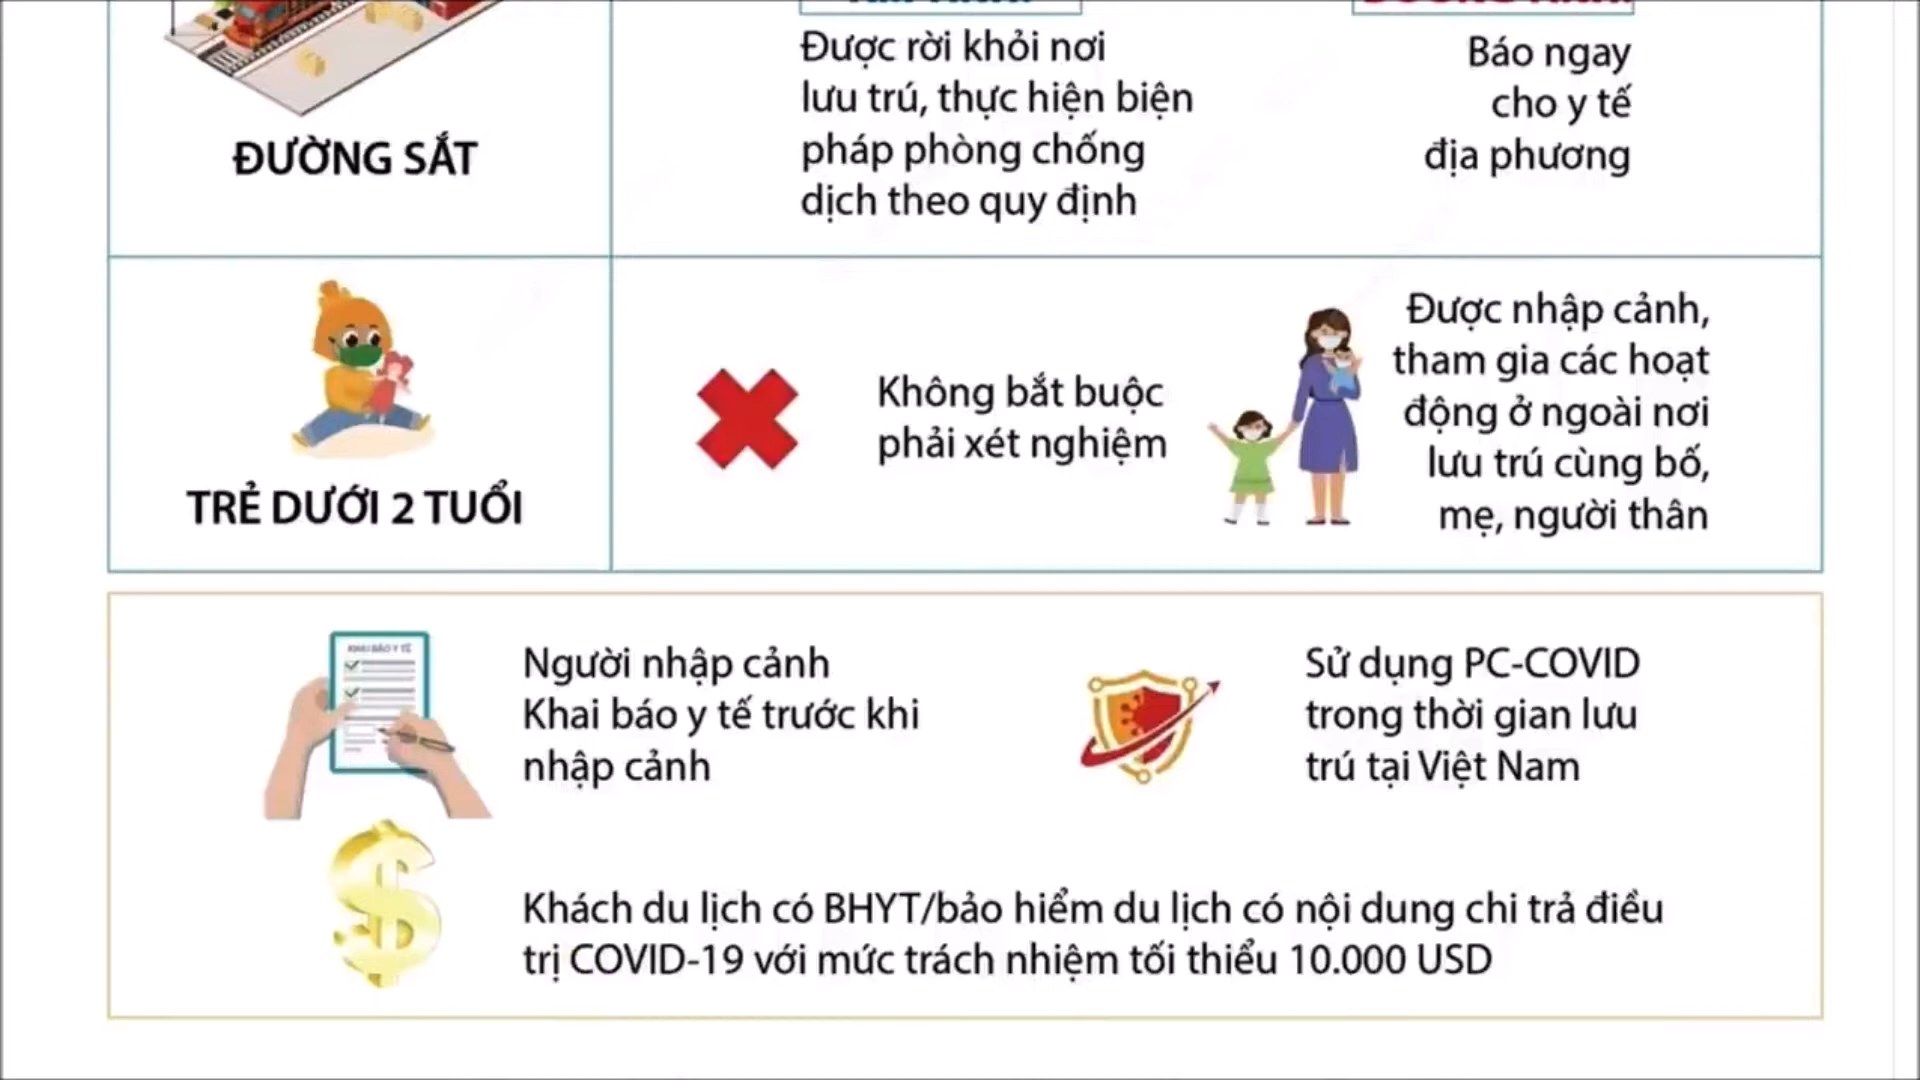 Được rời khỏi nơi
lưu trú, thực hiện biện
pháp phòng chống
dịch theo quy định
Báo ngay
cho y tế
địa phương
ĐƯỜNG SẮT
Không bắt buộc
phải xét nghiệm
Được nhập cảnh,
tham gia các hoạt
động ở ngoài nơi
lưu trú cùng bố,
mẹ, người thân
TRẺ DƯỚI 2 TUỔI
KHAI BÁO Y TẾ
Người nhập cảnh
Khai báo y tế trước khi
nhập cảnh
Sử dụng PC-COVID
trong thời gian lưu
trú tại Việt Nam
Khách du lịch có BHYT/bảo hiểm du lịch có nội dung chi trả điều
trị COVID-19 với mức trách nhiệm tối thiểu 10.000 USD